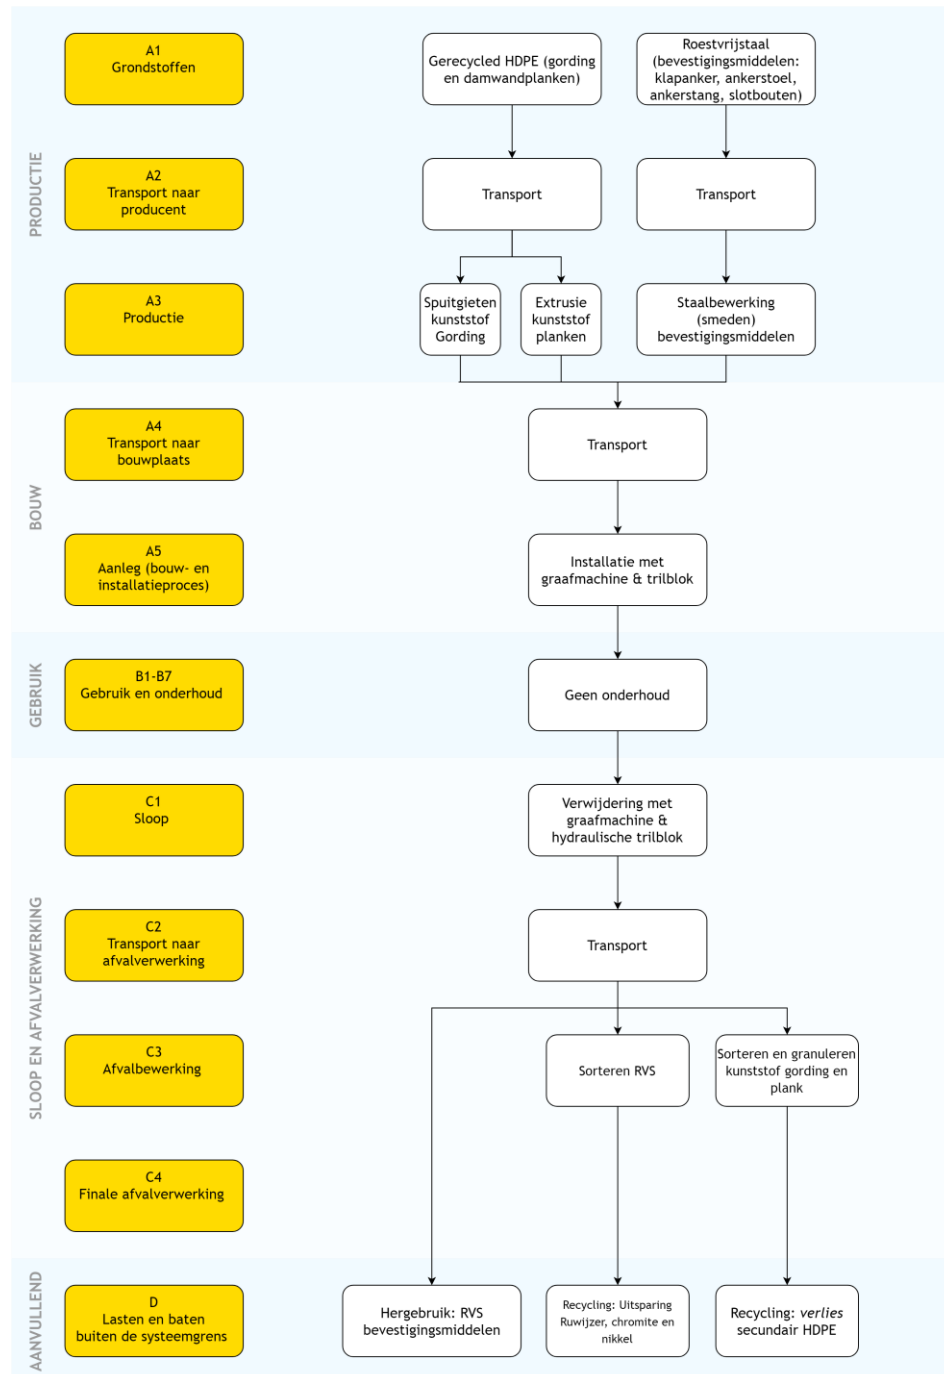 PRODUCTIE
A1
Grondstoffen
Gerecycled HDPE (gording
en damwandplanken)
Roestvrijstaal
(bevestigingsmiddelen:
klapanker, ankerstoel,
ankerstang, slotbouten)
A2
Transport naar
producent
Transport
Transport
A3
Productie
Spuitgieten
kunststof
Gording
Extrusie
kunststof
planken
Staalbewerking
(smeden)
bevestigingsmiddelen
BOUW
A4
Transport naar
bouwplaats
Transport
A5
Aanleg (bouw- en
installatieproces)
Installatie met
graafmachine & trilblok
GEBRUIK
B1-B7
Gebruik en onderhoud
Geen onderhoud
SLOOP EN AFVALVERWERKING
C1
Sloop
Verwijdering met
graafmachine &
hydraulische trilblok
C2
Transport naar
afvalverwerking
Transport
C3
Afvalbewerking
Sorteren RVS
Sorteren en granuleren
kunststof gording en
plank
C4
Finale afvalverwerking
AANVULLEND
D
Lasten en baten
buiten de systeemgrens
Hergebruik: RVS
bevestigingsmiddelen
Recycling: Uitsparing
Ruwijzer, chromite en
nikkel
Recycling: verlies
secundair HDPE